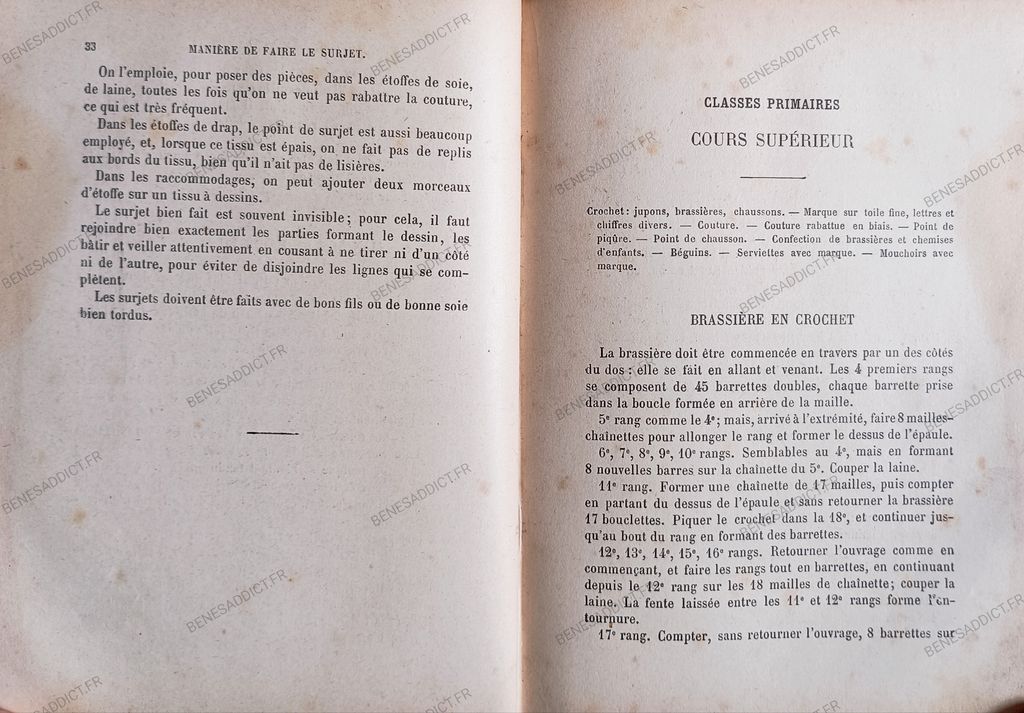 33
MANIÈRE DE FAIRE LE SURJET.
On l'emploie, pour poser des pièces, dans les étoffes de soie,
de laine, toutes les fois qu'on ne veut pas rabattre la couture,
ce qui est très fréquent.
Dans les étoffes de drap, le point de surjet est aussi beaucoup
employé, et, lorsque ce tissu est épais, on ne fait pas de replis
aux bords du tissu, bien qu'il n'ait pas de lisières.
Dans les raccommodages, on peut ajouter deux morceaux
d'étoffe sur un tissu à dessins.
Le surjet bien fait est souvent invisible; pour cela, il faut
rejoindre bien exactement les parties formant le dessin, les
bâtir et veiller attentivement en cousant à ne tirer ni d'un côté
ni de l'autre, pour éviter de disjoindre les lignes qui se com-
plètent.
Les surjets doivent être faits avec de bons fils ou de bonne soie
bien tordus.
CLASSES PRIMAIRES
COURS SUPÉRIEUR
Crochet: jupons, brassières, chaussons. — Marque sur toile fine, lettres et
chiffres divers. — Couture. — Couture rabattue en biais. — Point de
piqûre. — Point de chausson. — Confection de brassières et chemises
d'enfants. — Béguins. — Serviettes avec marque. — Mouchoirs avec
marque.
BRASSIÈRE EN CROCHET
La brassière doit être commencée en travers par un des côtés
du dos : elle se fait en allant et venant. Les 4 premiers rangs
se composent de 45 barrettes doubles, chaque barrette prise
dans la boucle formée en arrière de la maille.
5e rang comme le 4e; mais, arrivé à l'extrémité, faire 8 mailles-
chaînettes pour allonger le rang et former le dessus de l'épaule.
6e, 7e, 8e, 9e, 10e rangs. Semblables au 4e, mais en formant
8 nouvelles barres sur la chaînette du 5e. Couper la laine.
11e rang. Former une chaînette de 17 mailles, puis compter
en partant du dessus de l'épaule et sans retourner la brassière
17 bouclettes. Piquer le crochet dans la 18e, et continuer jus-
qu'au bout du rang en formant des barrettes.
12e, 13e, 14e, 15e, 16e rangs. Retourner l'ouvrage comme en
commençant, et faire les rangs tout en barrettes, en continuant
depuis le 12e rang sur les 18 mailles de chaînette; couper la
laine. La fente laissée entre les 11e et 12e rangs forme l'en-
tournure.
17e rang. Compter, sans retourner l'ouvrage, 8 barrettes sur
BENESADDICT.FR